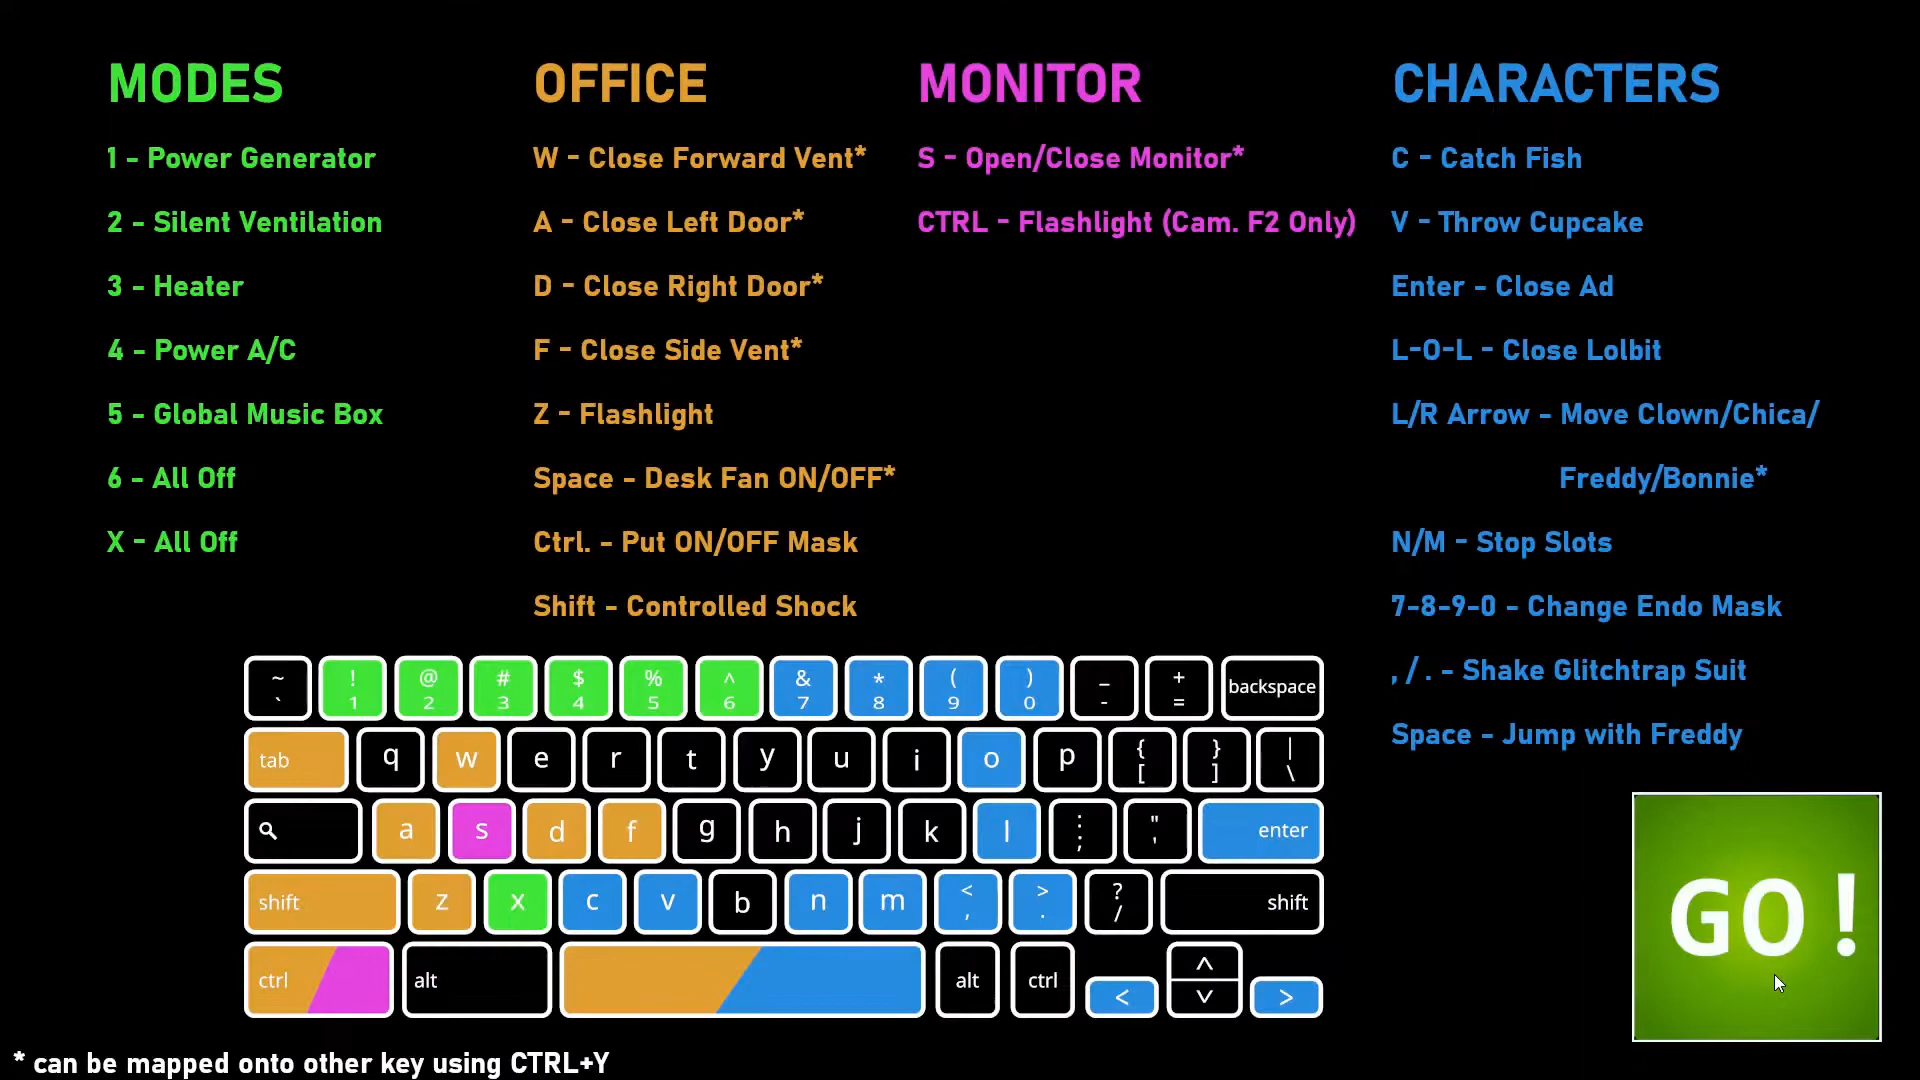 MODES
1 - Power Generator
2 - Silent Ventilation
3 - Heater
4 - Power A/C
5 - Global Music Box
6 - All Off
X - All Off
OFFICE
W - Close Forward Vent*
A - Close Left Door*
D - Close Right Door*
F - Close Side Vent*
Z - Flashlight
Space - Desk Fan ON/OFF*
Ctrl. - Put ON/OFF Mask
Shift - Controlled Shock
MONITOR
S - Open/Close Monitor*
CTRL - Flashlight (Cam. F2 Only)
CHARACTERS
C - Catch Fish
V - Throw Cupcake
Enter - Close Ad
L-O-L - Close Lolbit
L/R Arrow - Move Clown/Chica/
Freddy/Bonnie*
N/M - Stop Slots
7-8-9-0 - Change Endo Mask
, / . - Shake Glitchtrap Suit
Space - Jump with Freddy
~ ! @ # $ % ^ & * ( ) _ +
` 1 2 3 4 5 6 7 8 9 0 - = backspace
tab q w e r t y u i o p { [ } ] | \
a s d f g h j k l : ; " ' enter
shift z x c v b n m < , > . ? / shift
ctrl alt alt ctrl < ^ v >
GO!
* can be mapped onto other key using CTRL+Y